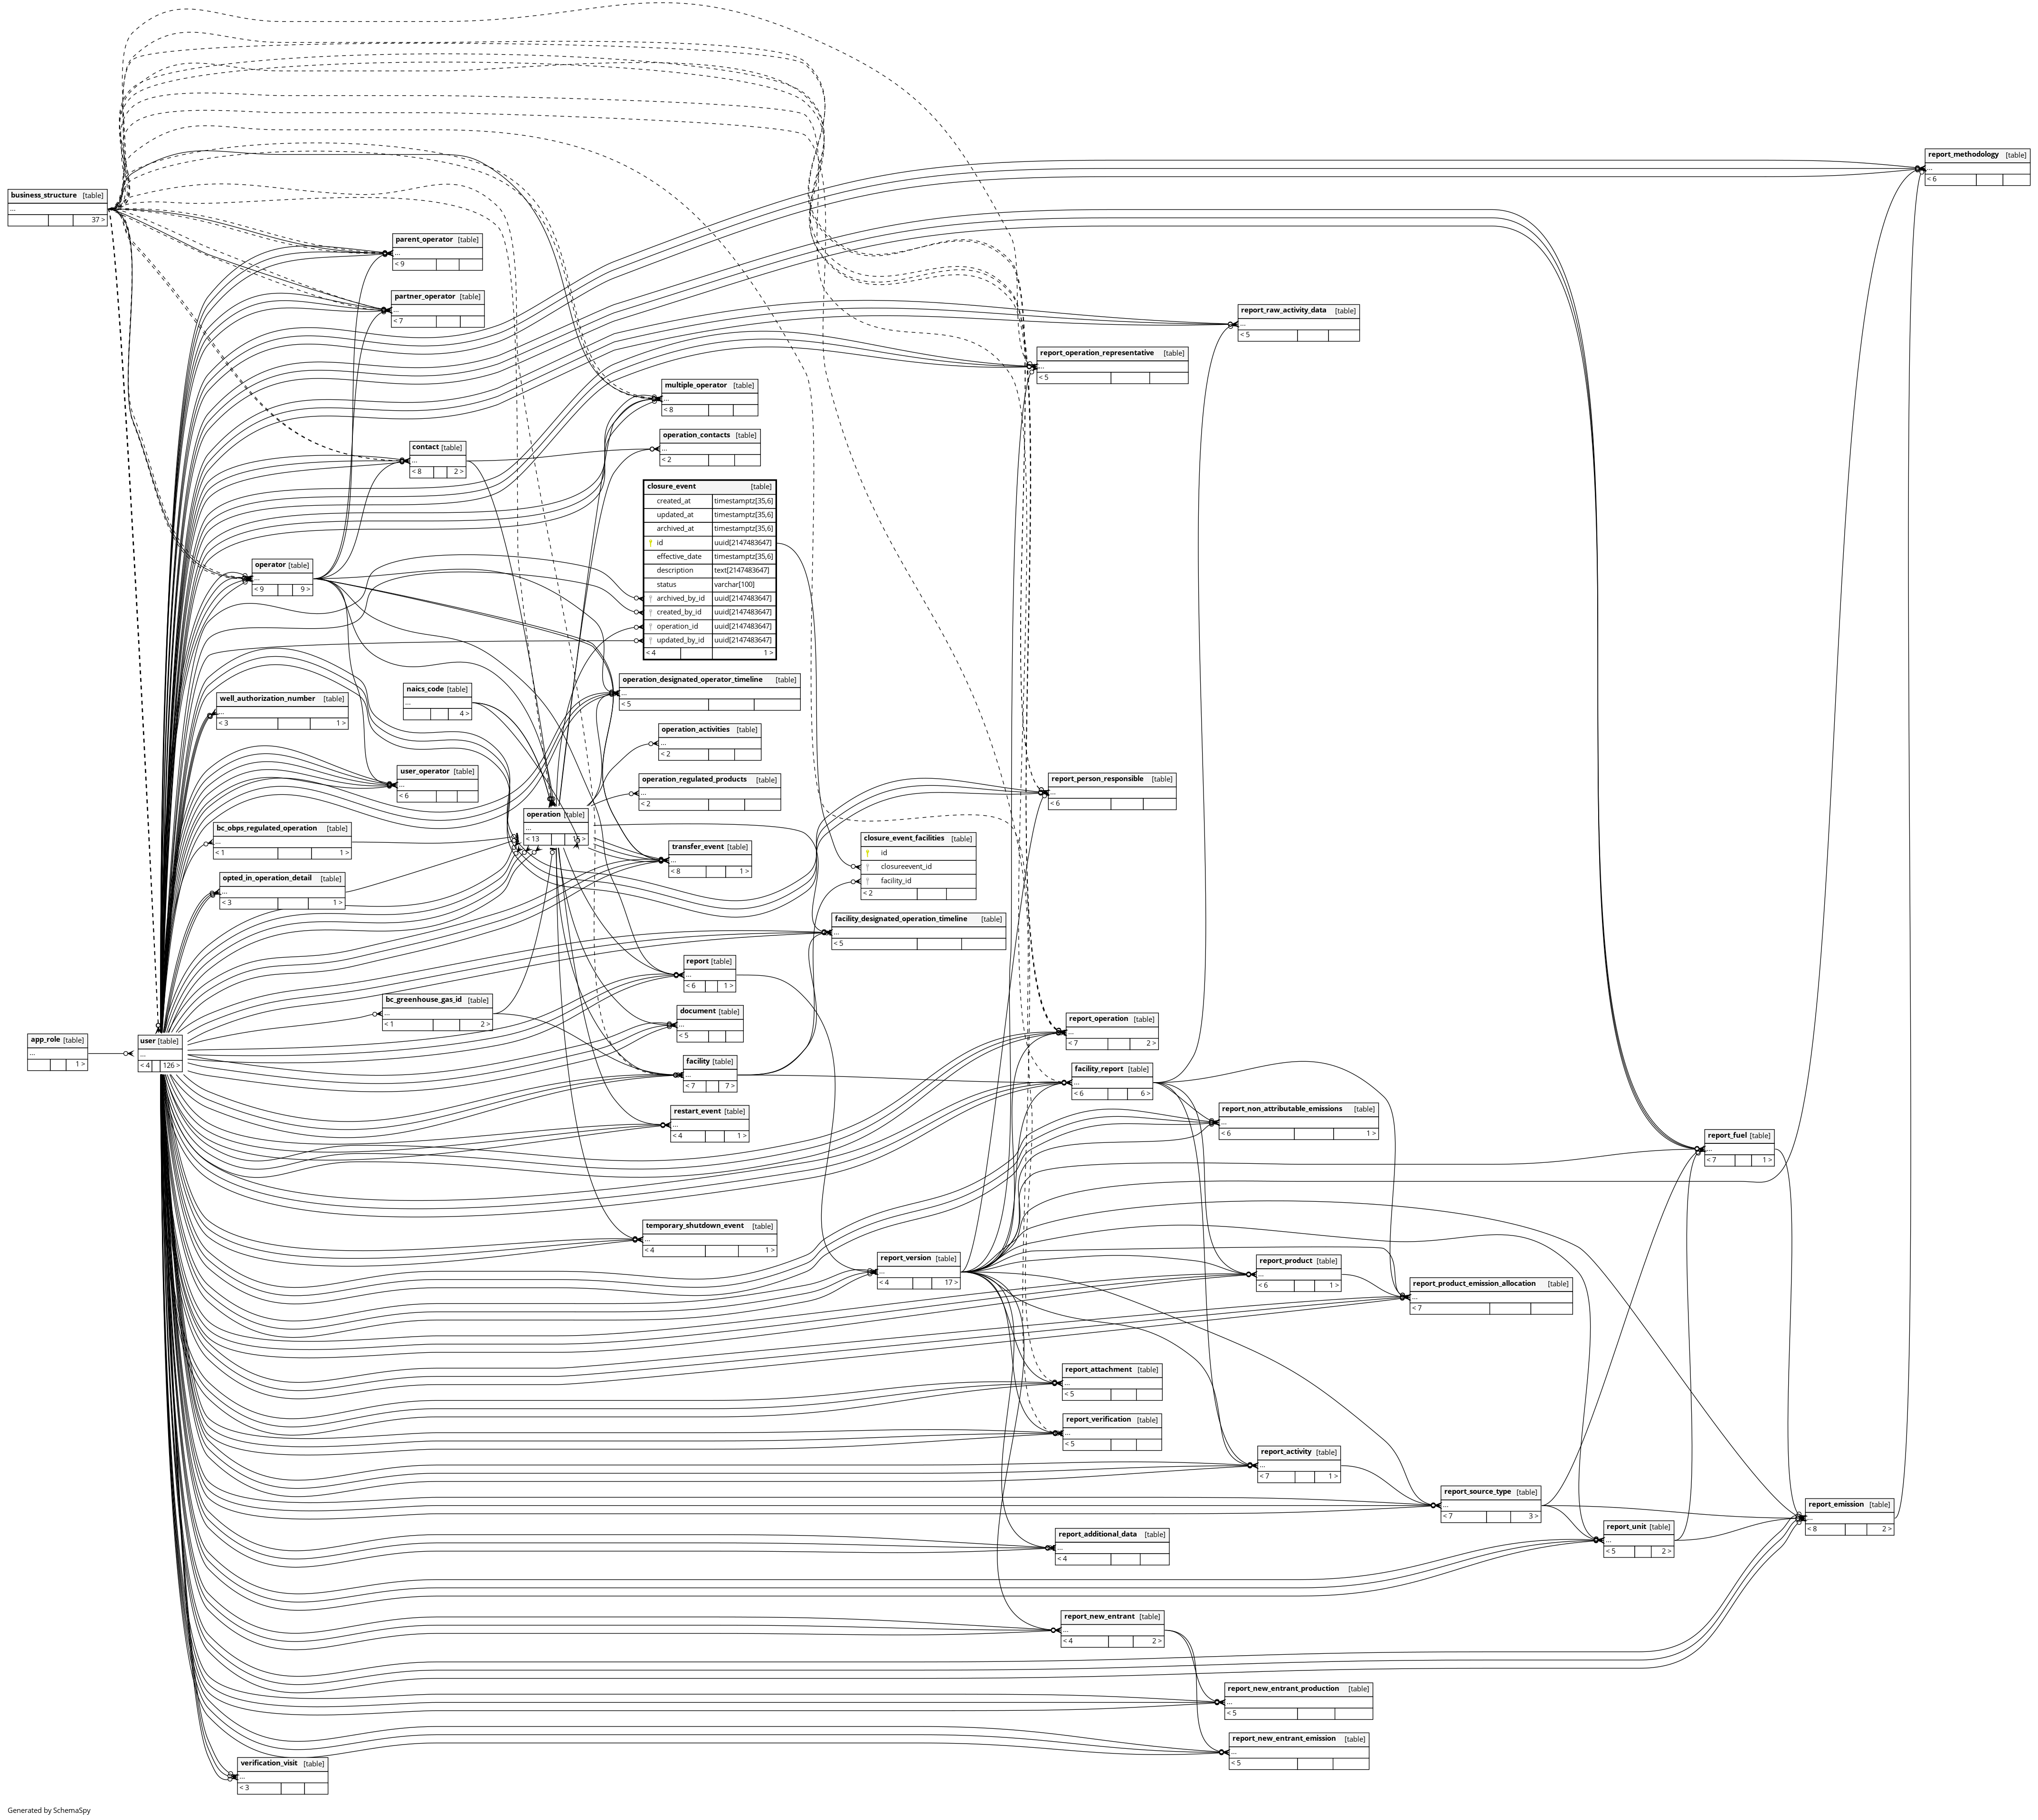 report_methodology [table]
...
< 6
business_structure [table]
...
37 >
parent_operator [table]
...
< 9
partner_operator [table]
...
< 7
report_raw_activity_data [table]
...
< 5
report_operation_representative [table]
...
< 5
multiple_operator [table]
...
< 8
operation_contacts [table]
...
< 2
contact [table]
...
< 8 2 >
closure_event [table]
created_at timestamptz[35,6]
updated_at timestamptz[35,6]
archived_at timestamptz[35,6]
id uuid[2147483647]
effective_date timestamptz[35,6]
description text[2147483647]
status varchar[100]
archived_by_id uuid[2147483647]
created_by_id uuid[2147483647]
operation_id uuid[2147483647]
updated_by_id uuid[2147483647]
< 4 1 >
operator [table]
...
< 9 9 >
operation_designated_operator_timeline [table]
...
< 5
naics_code [table]
...
4 >
well_authorization_number [table]
...
< 3 1 >
operation_activities [table]
...
< 2
user_operator [table]
...
< 6
operation_regulated_products [table]
...
< 2
report_person_responsible [table]
...
< 6
operation [table]
...
< 13
bc_obps_regulated_operation [table]
...
< 1 1 >
transfer_event [table]
...
< 8 1 >
closure_event_facilities [table]
id
closureevent_id
facility_id
< 2
opted_in_operation_detail [table]
...
< 3 1 >
facility_designated_operation_timeline [table]
...
< 5
report [table]
...
< 6 1 >
bc_greenhouse_gas_id [table]
...
< 1 2 >
document [table]
...
< 5
report_operation [table]
...
< 7 2 >
app_role [table]
...
1 >
user [table]
...
< 4 126 >
facility [table]
...
< 7 7 >
facility_report [table]
...
< 6 6 >
restart_event [table]
...
< 4 1 >
report_non_attributable_emissions [table]
...
< 6 1 >
report_fuel [table]
...
< 7 1 >
temporary_shutdown_event [table]
...
< 4 1 >
report_version [table]
...
< 4 17 >
report_product [table]
...
< 6 1 >
report_product_emission_allocation [table]
...
< 7
report_attachment [table]
...
< 5
report_verification [table]
...
< 5
report_activity [table]
...
< 7 1 >
report_source_type [table]
...
< 7 3 >
report_emission [table]
...
< 8 2 >
report_unit [table]
...
< 5 2 >
report_additional_data [table]
...
< 4
report_new_entrant [table]
...
< 4 2 >
report_new_entrant_production [table]
...
< 5
report_new_entrant_emission [table]
...
< 5
verification_visit [table]
...
< 3
Generated by SchemaSpy